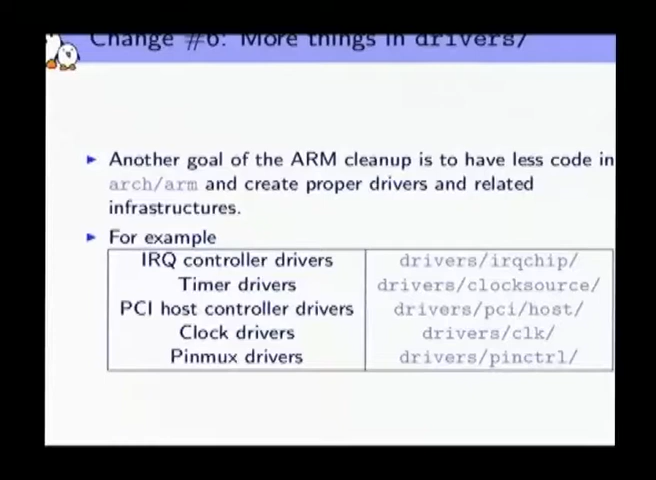 Change #6: More things in drivers/
▶ Another goal of the ARM cleanup is to have less code in
arch/arm and create proper drivers and related
infrastructures.
▶ For example
IRQ controller drivers drivers/irqchip/
Timer drivers drivers/clocksource/
PCI host controller drivers drivers/pci/host/
Clock drivers drivers/clk/
Pinmux drivers drivers/pinctrl/